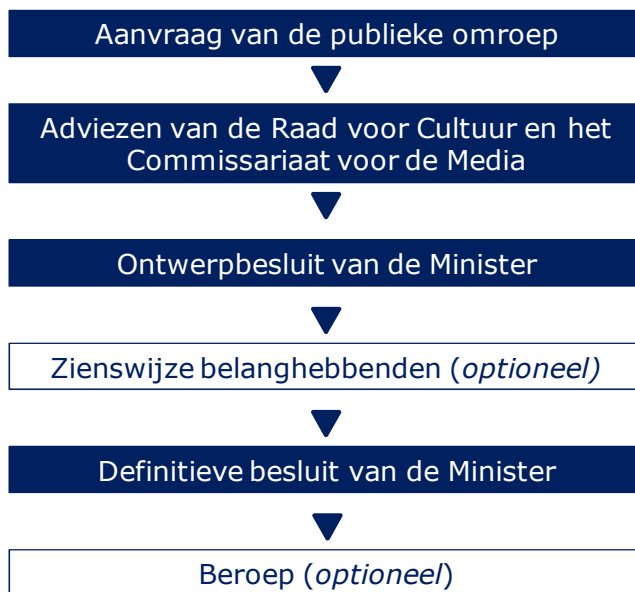 Aanvraag van de publieke omroep
Adviezen van de Raad voor Cultuur en het
Commissariaat voor de Media
Ontwerpbesluit van de Minister
Zienswijze belanghebbenden (optioneel)
Definitieve besluit van de Minister
Beroep (optioneel)